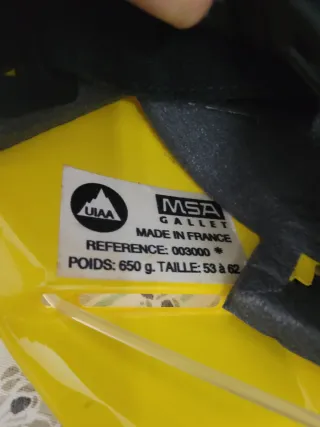 UIAA
MSA
GALLET
MADE IN FRANCE
REFERENCE: 003000 *
POIDS: 650 g. TAILLE: 53 à 62